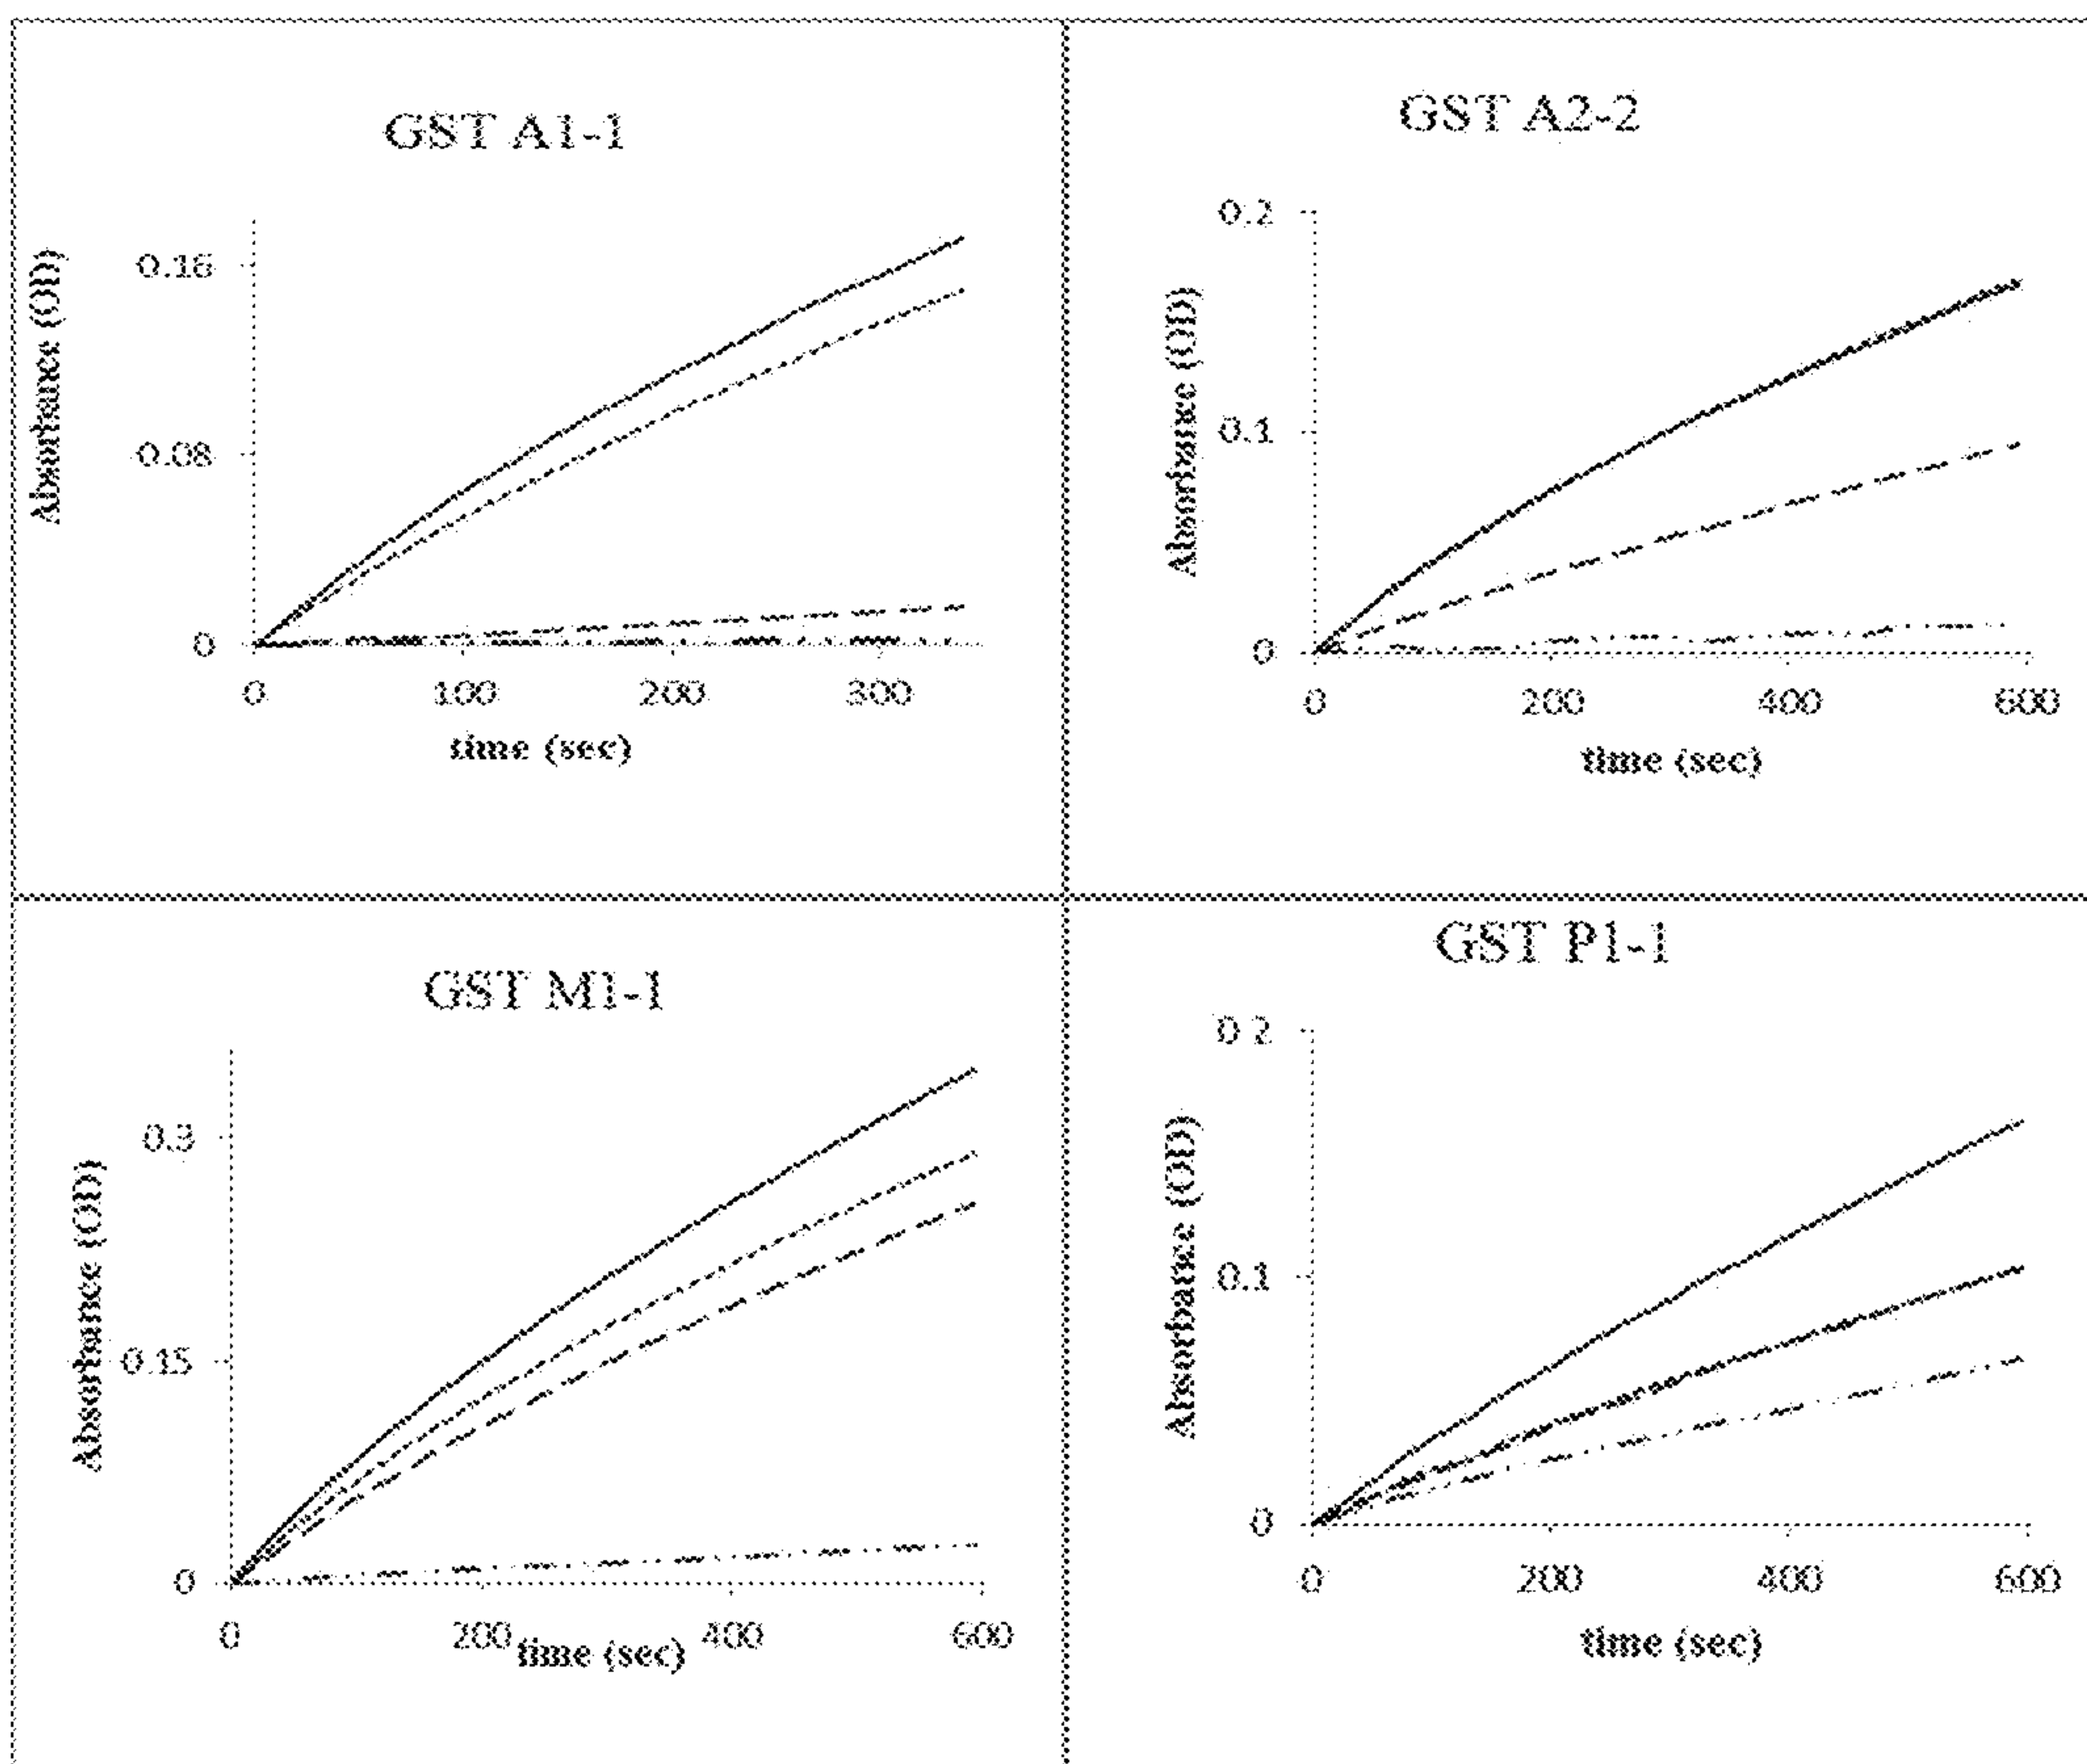 GST A1-1
Absorbance (OD)
0.16
0.08
0
0 100 200 300
time (sec)
GST A2-2
Absorbance (OD)
0.2
0.1
0
0 200 400 600
time (sec)
GST M1-1
Absorbance (OD)
0.3
0.15
0
0 200 400 600
time (sec)
GST P1-1
Absorbance (OD)
0.2
0.1
0
0 200 400 600
time (sec)